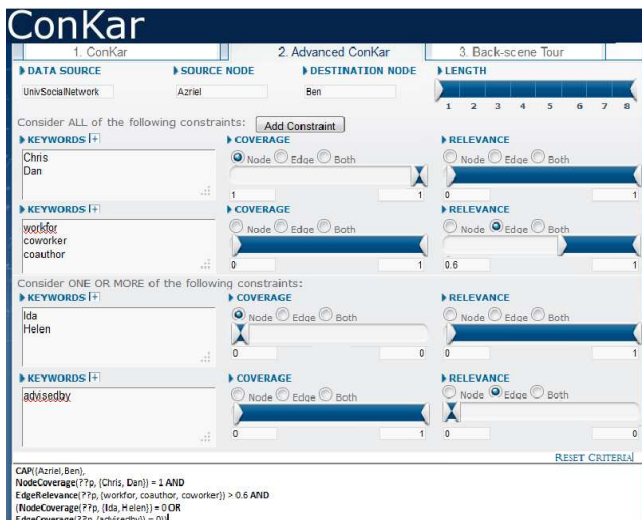 ConKar
1. ConKar 2. Advanced ConKar 3. Back-scene Tour
DATA SOURCE SOURCE NODE DESTINATION NODE LENGTH
UnivSocialNetwork Azriel Ben
1 2 3 4 5 6 7 8
Consider ALL of the following constraints: Add Constraint
KEYWORDS [+] COVERAGE RELEVANCE
Chris Node Edge Both Node Edge Both
Dan
1 1 0 1
KEYWORDS [+] COVERAGE RELEVANCE
workfor Node Edge Both Node Edge Both
coworker
coauthor
0 1 0.6 1
Consider ONE OR MORE of the following constraints:
KEYWORDS [+] COVERAGE RELEVANCE
Ida Node Edge Both Node Edge Both
Helen
0 0 0 1
KEYWORDS [+] COVERAGE RELEVANCE
advisedby Node Edge Both Node Edge Both
0 1 0 0
RESET CRITERIA
CAP({Azriel,Ben},
NodeCoverage(??p, {Chris, Dan}) = 1 AND
EdgeRelevance(??p, {workfor, coauthor, coworker}) > 0.6 AND
(NodeCoverage(??p, {Ida, Helen}) = 0 OR
EdgeCoverage(??p, {advisedby}) = 0))